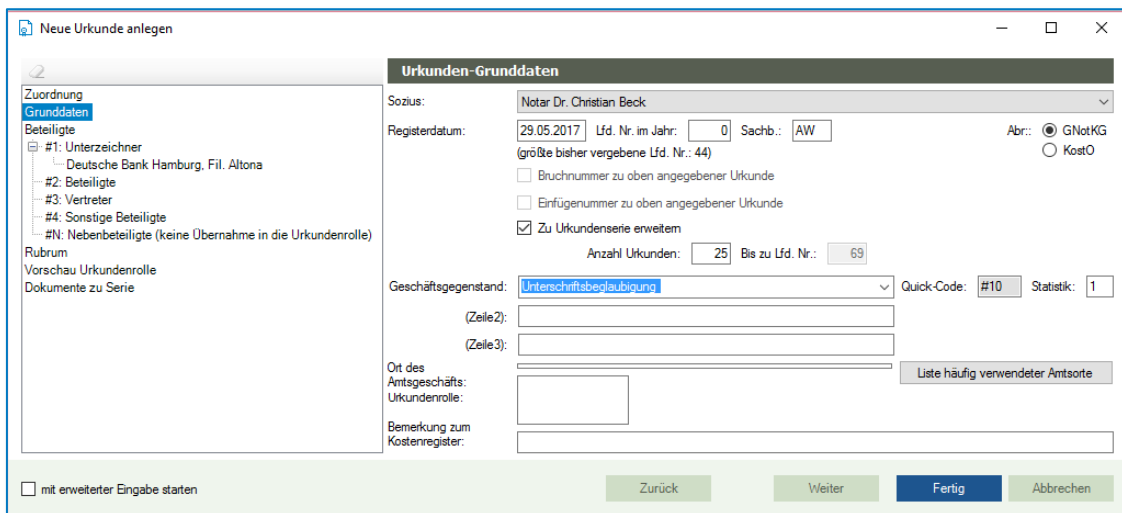 Neue Urkunde anlegen
Zuordnung
Grunddaten
Beteiligte
#1: Unterzeichner
Deutsche Bank Hamburg, Fil. Altona
#2: Beteiligte
#3: Vertreter
#4: Sonstige Beteiligte
#N: Nebenbeteiligte (keine Übernahme in die Urkundenrolle)
Rubrum
Vorschau Urkundenrolle
Dokumente zu Serie
Urkunden-Grunddaten
Sozius: Notar Dr. Christian Beck
Registerdatum: 29.05.2017 Lfd. Nr. im Jahr: 0 Sachb.: AW Abr.: GNotKG
(größte bisher vergebene Lfd. Nr.: 44) KostO
Bruchnummer zu oben angegebener Urkunde
Einfügenummer zu oben angegebener Urkunde
Zu Urkundenserie erweitern
Anzahl Urkunden: 25 Bis zu Lfd. Nr.: 69
Geschäftsgegenstand: Unterschriftsbeglaubigung Quick-Code: #10 Statistik: 1
(Zeile2):
(Zeile3):
Ort des
Amtsgeschäfts: Liste häufig verwendeter Amtsorte
Urkundenrolle:
Bemerkung zum
Kostenregister:
mit erweiterter Eingabe starten Zurück Weiter Fertig Abbrechen